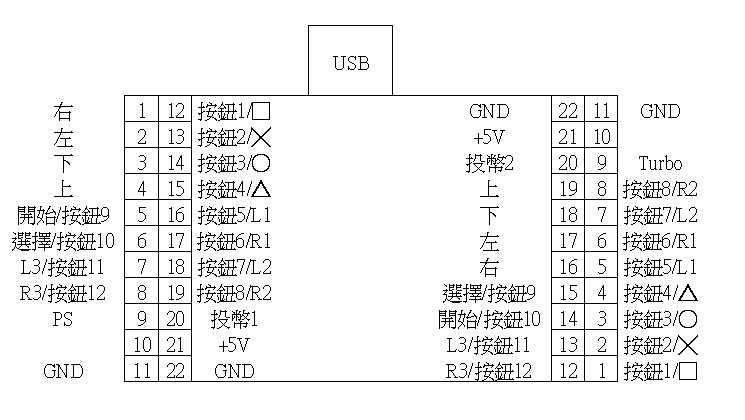 USB
右 1 12 按鈕1/□ GND 22 11 GND
左 2 13 按鈕2/✕ +5V 21 10
下 3 14 按鈕3/○ 投幣2 20 9 Turbo
上 4 15 按鈕4/△ 上 19 8 按鈕8/R2
開始/按鈕9 5 16 按鈕5/L1 下 18 7 按鈕7/L2
選擇/按鈕10 6 17 按鈕6/R1 左 17 6 按鈕6/R1
L3/按鈕11 7 18 按鈕7/L2 右 16 5 按鈕5/L1
R3/按鈕12 8 19 按鈕8/R2 選擇/按鈕9 15 4 按鈕4/△
PS 9 20 投幣1 開始/按鈕10 14 3 按鈕3/○
10 21 +5V L3/按鈕11 13 2 按鈕2/✕
GND 11 22 GND R3/按鈕12 12 1 按鈕1/□